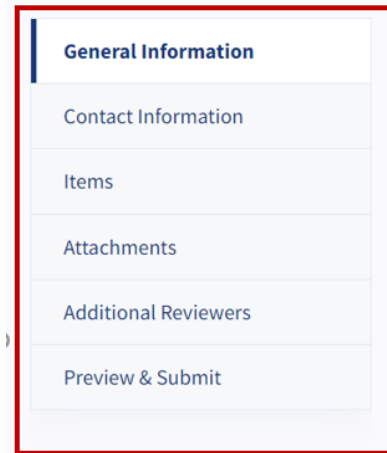 General Information
Contact Information
Items
Attachments
Additional Reviewers
Preview & Submit